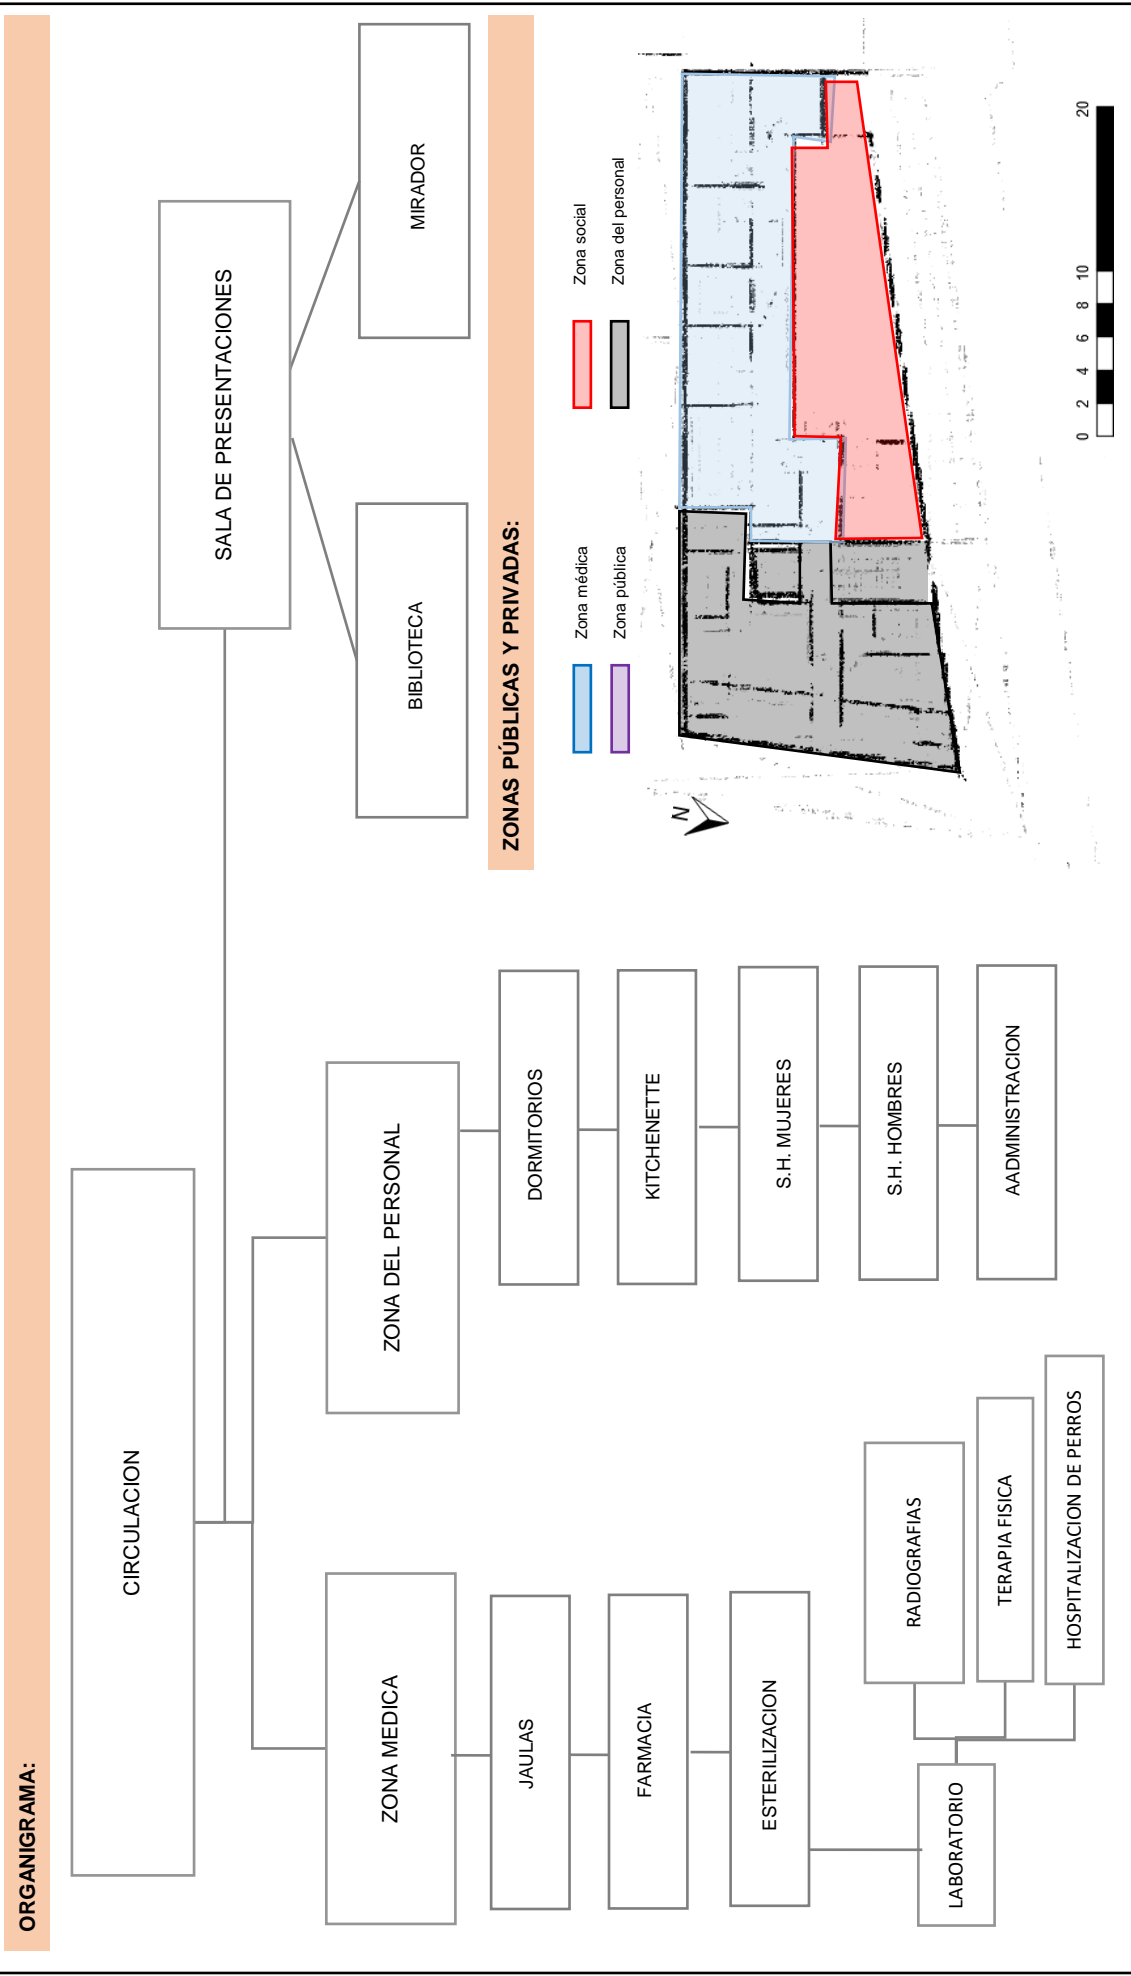 ORGANIGRAMA:
CIRCULACION
SALA DE PRESENTACIONES
ZONA MEDICA
ZONA DEL PERSONAL
BIBLIOTECA
MIRADOR
JAULAS
FARMACIA
ESTERILIZACION
LABORATORIO
RADIOGRAFIAS
TERAPIA FISICA
HOSPITALIZACION DE PERROS
DORMITORIOS
KITCHENETTE
S.H. MUJERES
S.H. HOMBRES
AADMINISTRACION
ZONAS PÚBLICAS Y PRIVADAS:
Zona médica
Zona social
Zona pública
Zona del personal
N
0 2 4 6 8 10 20